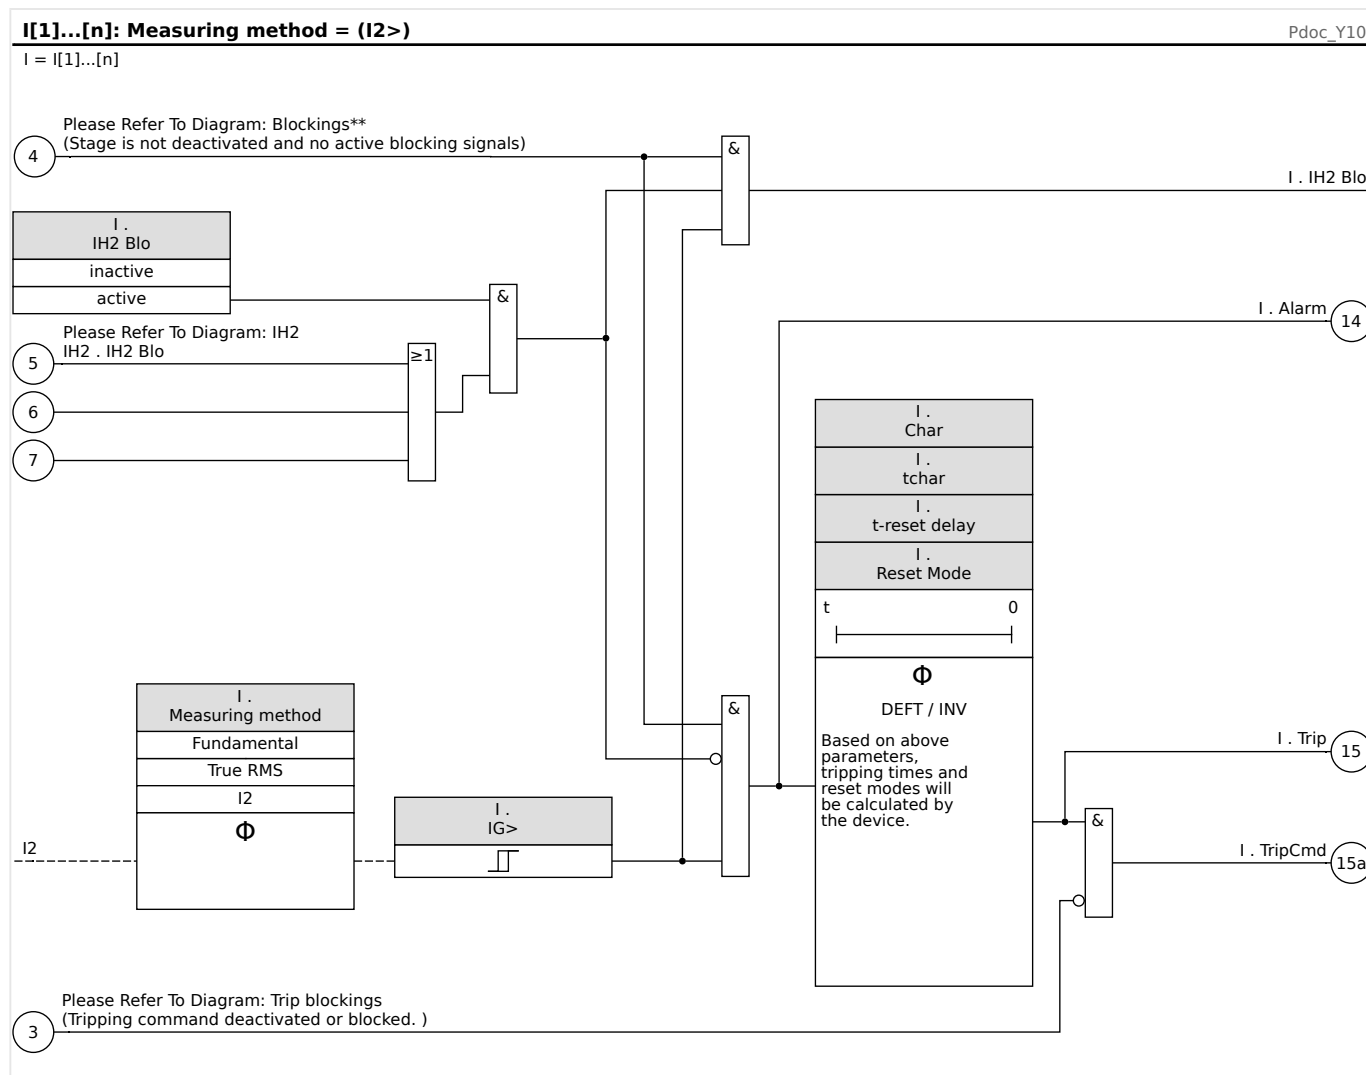 I[1]...[n]: Measuring method = (I2>)
Pdoc_Y10
I = I[1]...[n]
Please Refer To Diagram: Blockings**
(Stage is not deactivated and no active blocking signals)
4
&
I . IH2 Blo
I .
IH2 Blo
inactive
active
&
I . Alarm
14
Please Refer To Diagram: IH2
IH2 . IH2 Blo
5
≥1
6
7
I .
Char
I .
tchar
I .
t-reset delay
I .
Reset Mode
t 0
Φ
DEFT / INV
Based on above
parameters,
tripping times and
reset modes will
be calculated by
the device.
I .
Measuring method
Fundamental
True RMS
I2
Φ
I2
I .
IG>
&
I . Trip
15
&
I . TripCmd
15a
Please Refer To Diagram: Trip blockings
(Tripping command deactivated or blocked. )
3